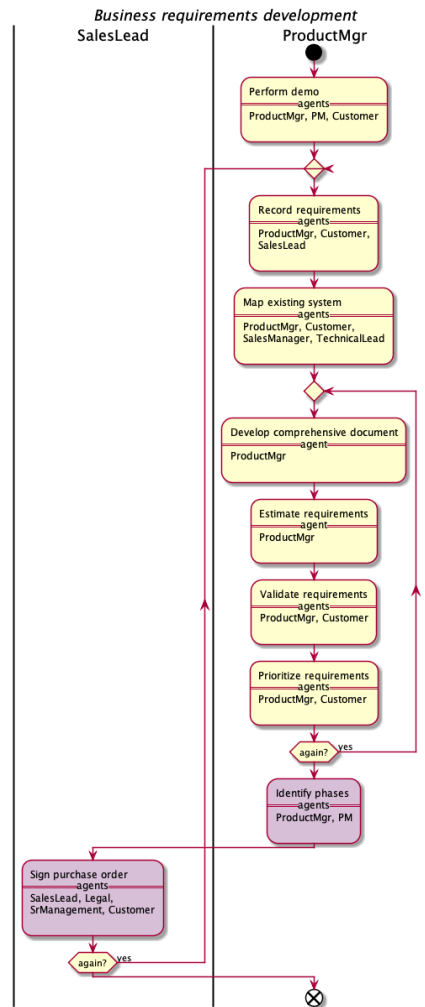 Business requirements development
SalesLead
ProductMgr
Perform demo
agents
ProductMgr, PM, Customer
Record requirements
agents
ProductMgr, Customer,
SalesLead
Map existing system
agents
ProductMgr, Customer,
SalesManager, TechnicalLead
Develop comprehensive document
agent
ProductMgr
Estimate requirements
agent
ProductMgr
Validate requirements
agents
ProductMgr, Customer
Prioritize requirements
agents
ProductMgr, Customer
again?
yes
Identify phases
agents
ProductMgr, PM
Sign purchase order
agents
SalesLead, Legal,
SrManagement, Customer
again?
yes